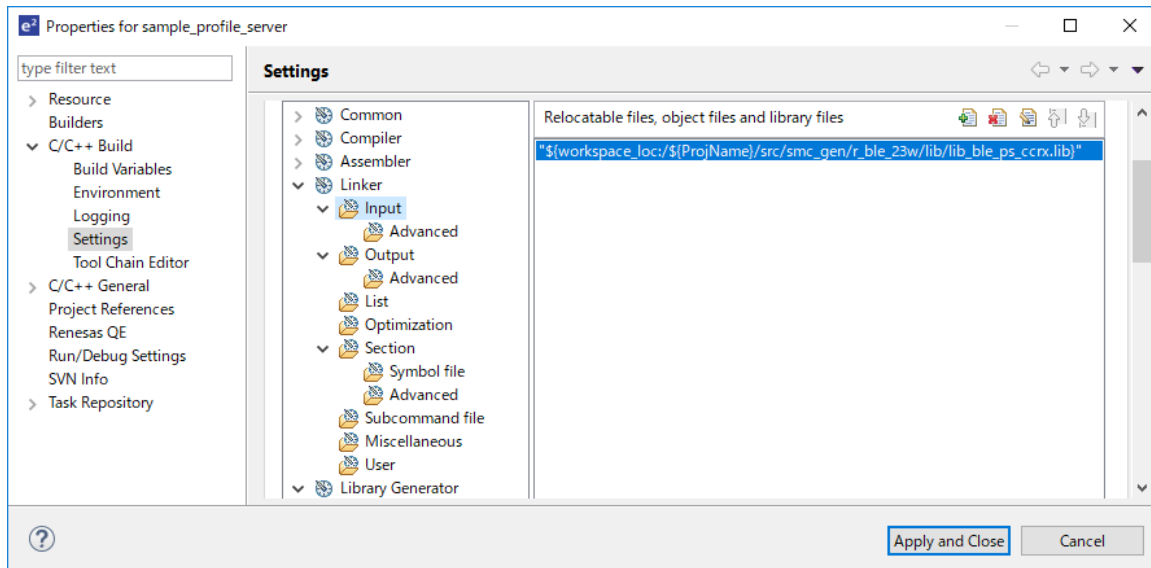 e² Properties for sample_profile_server
type filter text
Resource
Builders
C/C++ Build
Build Variables
Environment
Logging
Settings
Tool Chain Editor
C/C++ General
Project References
Renesas QE
Run/Debug Settings
SVN Info
Task Repository
Settings
Common
Compiler
Assembler
Linker
Input
Advanced
Output
Advanced
List
Optimization
Section
Symbol file
Advanced
Subcommand file
Miscellaneous
User
Library Generator
Relocatable files, object files and library files
"${workspace_loc:/${ProjName}/src/smc_gen/r_ble_23w/lib/lib_ble_ps_ccrx.lib}"
?
Apply and Close
Cancel